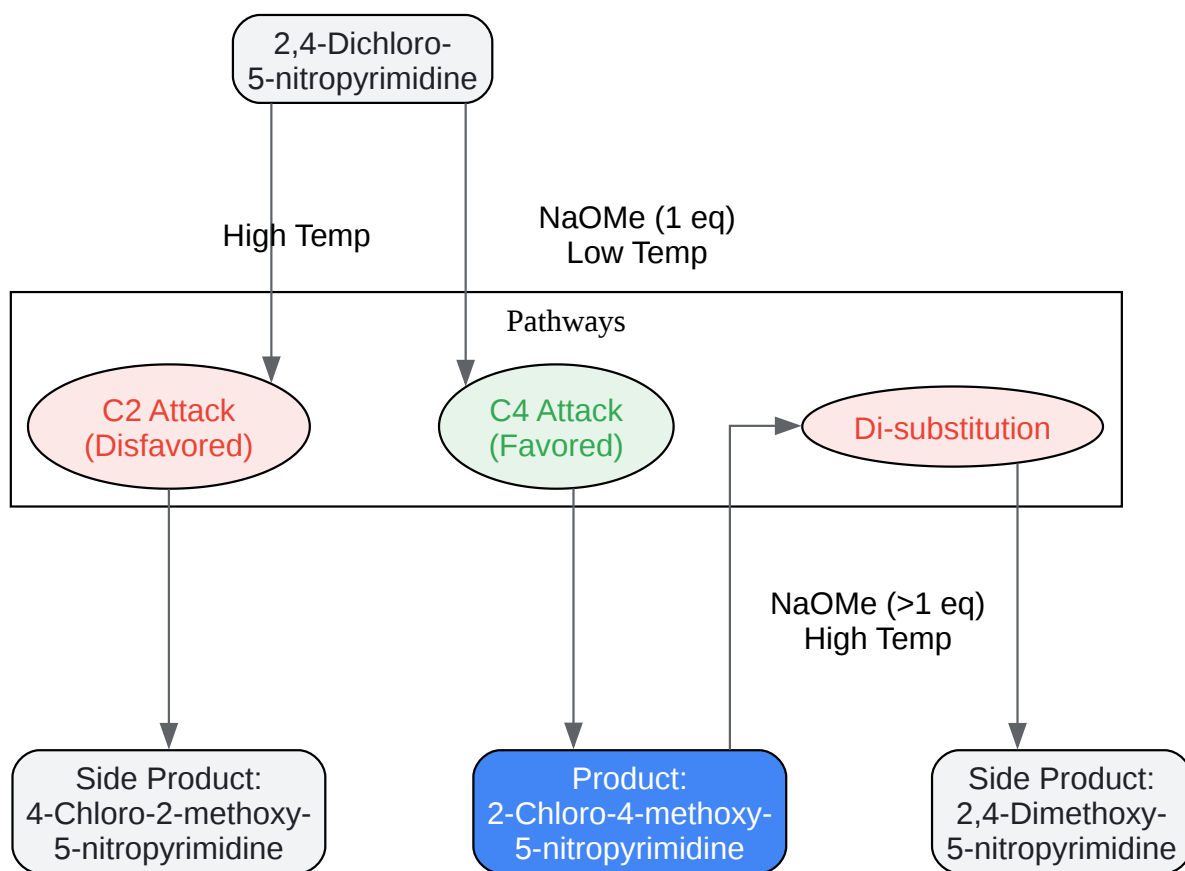 2,4-Dichloro-
5-nitropyrimidine
High Temp
NaOMe (1 eq)
Low Temp
Pathways
C2 Attack
(Disfavored)
C4 Attack
(Favored)
Di-substitution
NaOMe (>1 eq)
High Temp
Side Product:
4-Chloro-2-methoxy-
5-nitropyrimidine
Product:
2-Chloro-4-methoxy-
5-nitropyrimidine
Side Product:
2,4-Dimethoxy-
5-nitropyrimidine